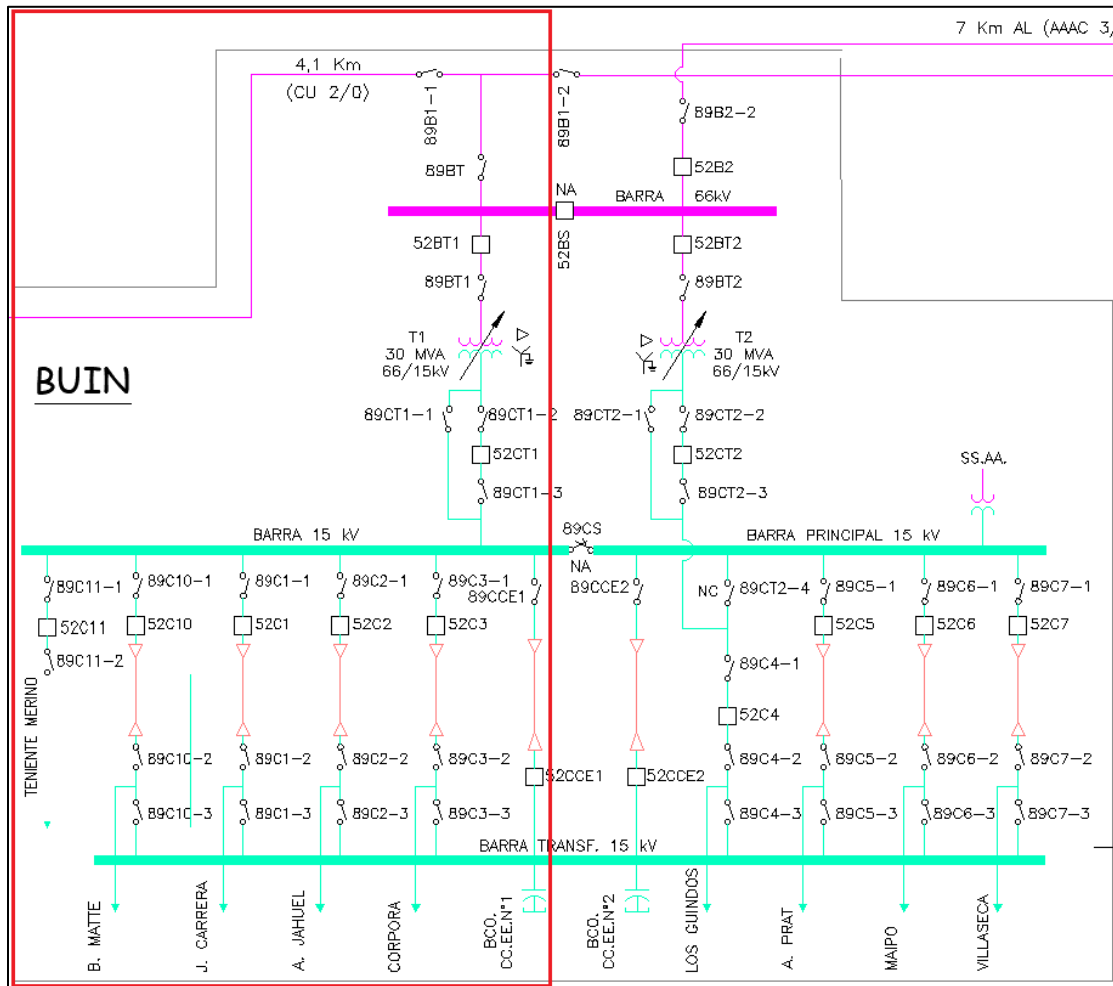 7 Km AL (AAAC 3/
4,1 Km
(CU 2/0)
89B1-1
89B1-2
89B2-2
52B2
89BT
NA
BARRA 66kV
52BS
52BT1
52BT2
89BT1
89BT2
T1
30 MVA
66/15kV
T2
30 MVA
66/15kV
BUIN
89CT1-1
89CT1-2
89CT2-1
89CT2-2
52CT1
52CT2
89CT1-3
89CT2-3
SS.AA.
BARRA 15 kV
89CS
NA
BARRA PRINCIPAL 15 kV
89C11-1
89C10-1
89C1-1
89C2-1
89C3-1
89CCE1
89CCE2
NC
89CT2-4
89C5-1
89C6-1
89C7-1
52C11
52C10
52C1
52C2
52C3
52C5
52C6
52C7
89C11-2
89C4-1
52C4
TENIENTE MERINO
89C10-2
89C1-2
89C2-2
89C3-2
52CCE1
52CCE2
89C4-2
89C5-2
89C6-2
89C7-2
89C10-3
89C1-3
89C2-3
89C3-3
89C4-3
89C5-3
89C6-3
89C7-3
BARRA TRANSF. 15 kV
B. MATTE
J. CARRERA
A. JAHUEL
CORPORA
BCO.
CC.EE.N°1
BCO.
CC.EE.N°2
LOS GUINDOS
A. PRAT
MAIPO
VILLASECA